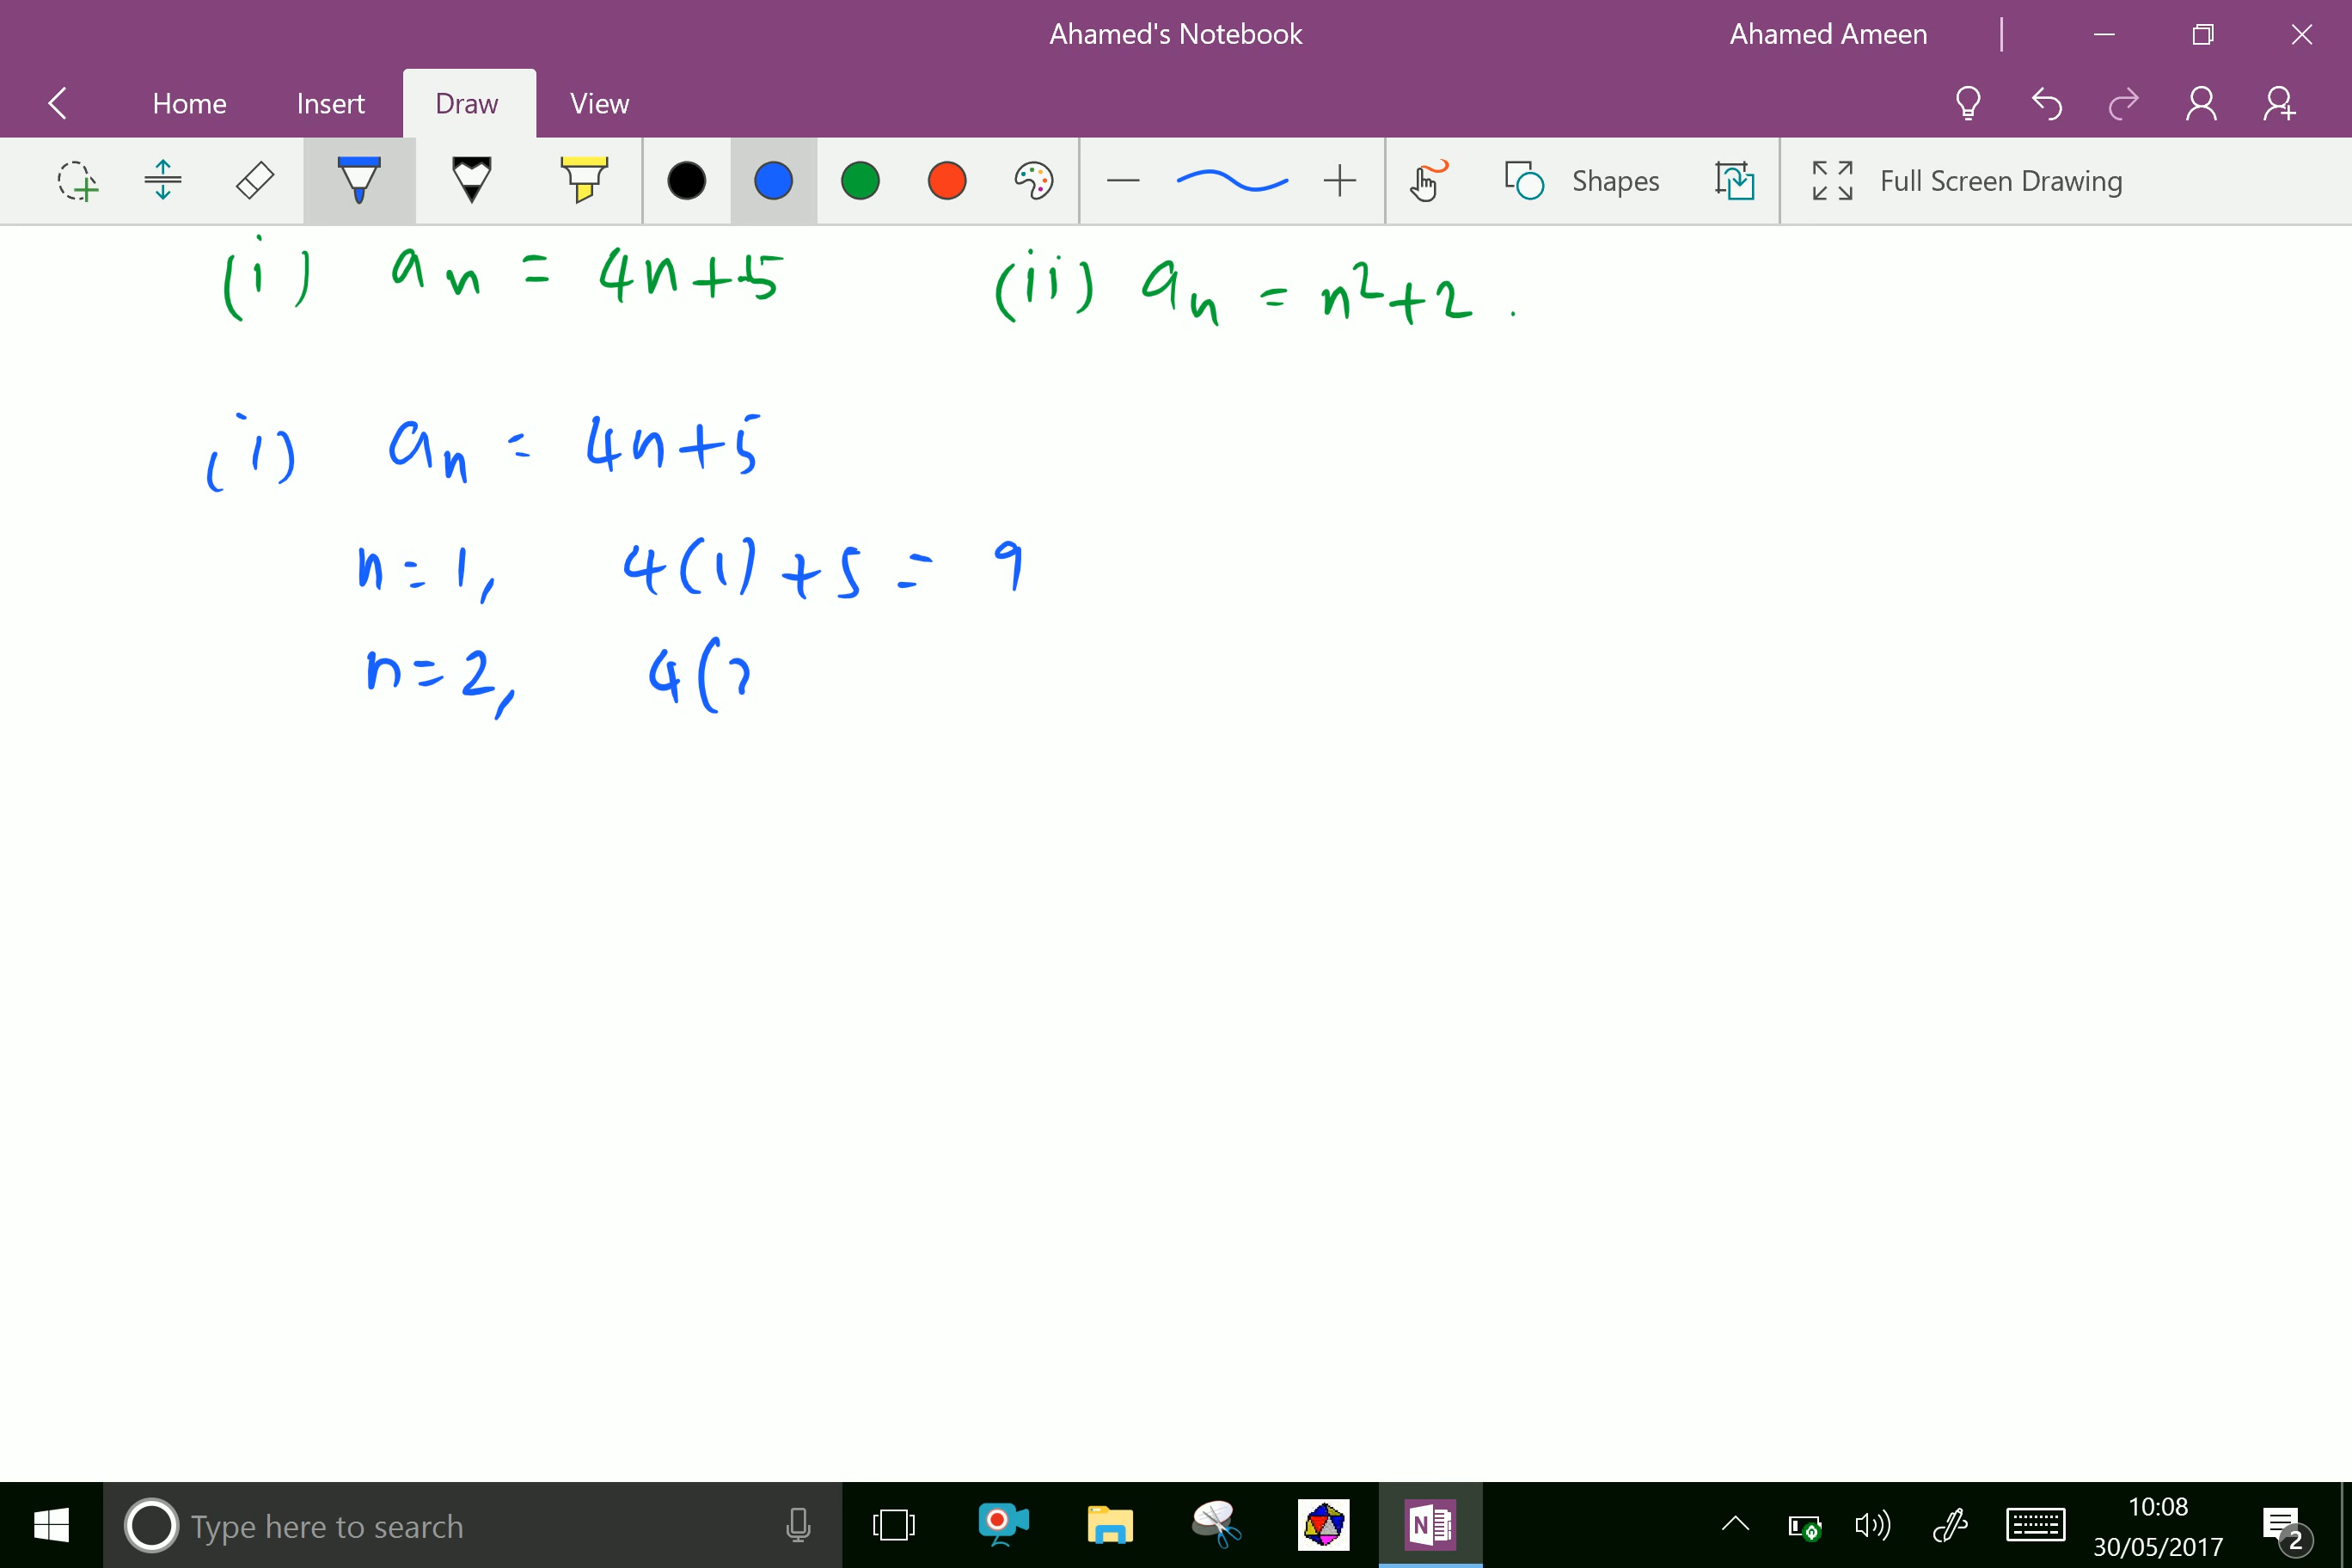 Ahamed's Notebook Ahamed Ameen
Home Insert Draw View
Shapes Full Screen Drawing
(i) aₙ = 4n+5 (ii) aₙ = n²+2 .
(i) aₙ = 4n+5
n = 1, 4(1) + 5 = 9
n = 2, 4(2
Type here to search
N
10:08
30/05/2017
2